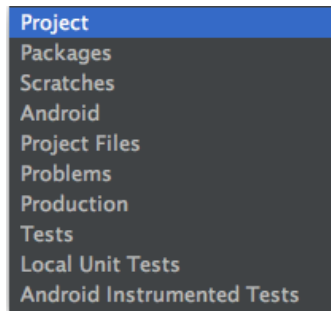 Project
Packages
Scratches
Android
Project Files
Problems
Production
Tests
Local Unit Tests
Android Instrumented Tests